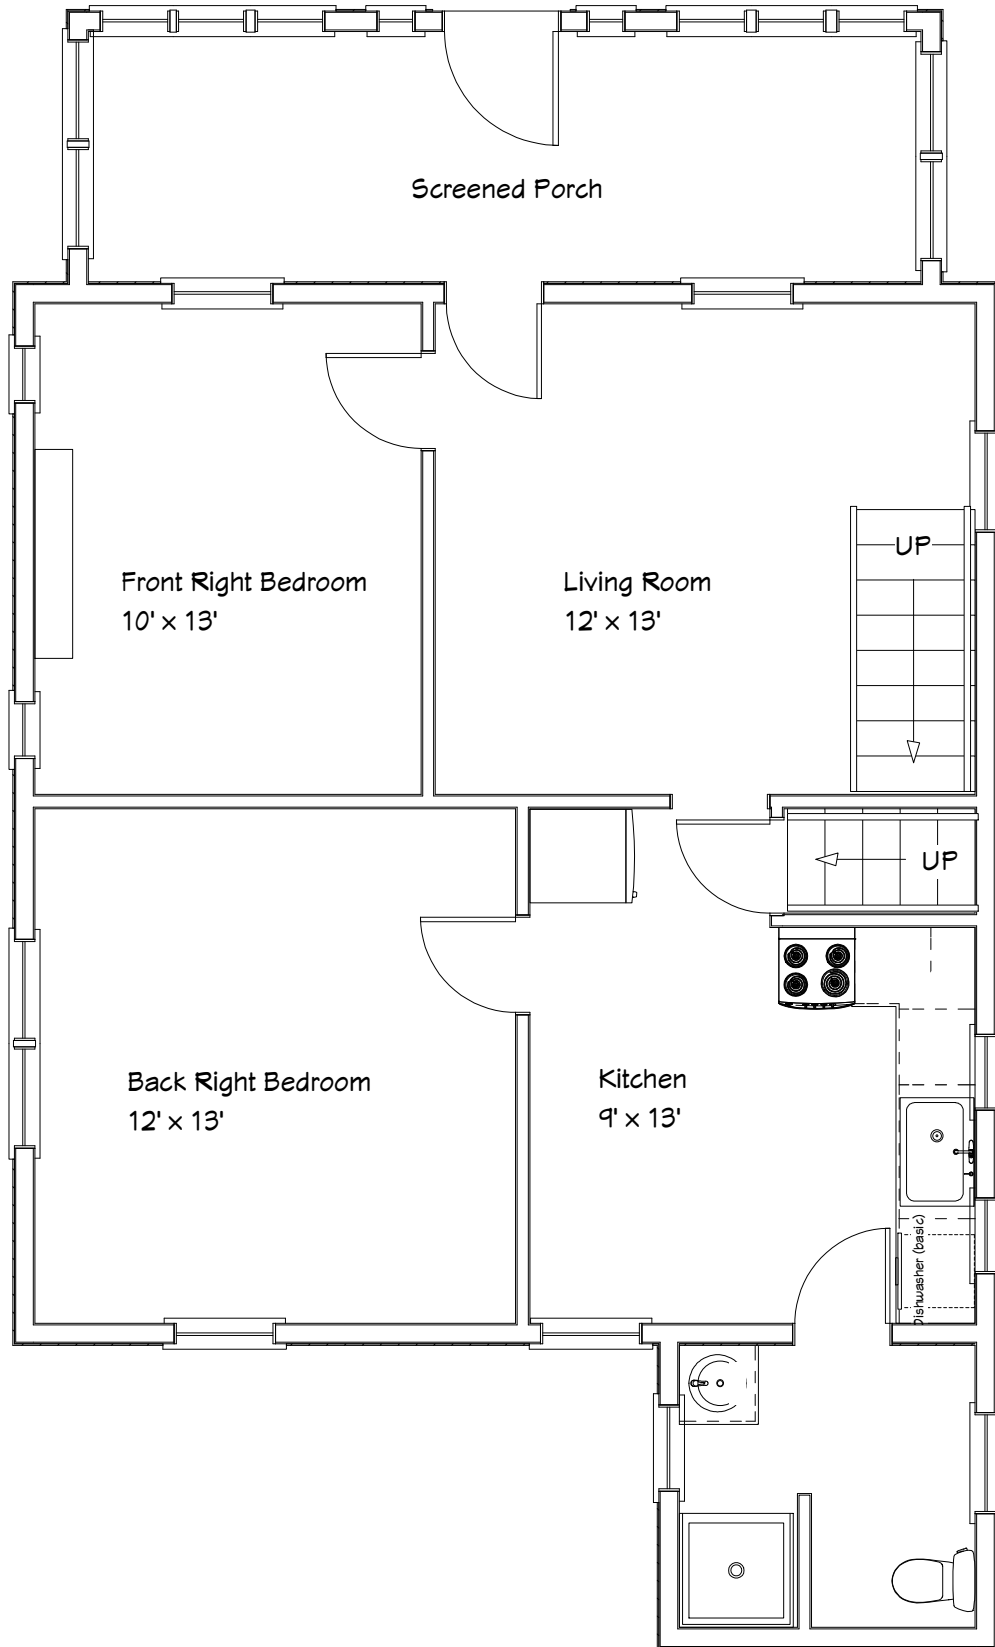 Screened Porch
UP
Front Right Bedroom
10' x 13'
Living Room
12' x 13'
UP
Back Right Bedroom
12' x 13'
Kitchen
9' x 13'
Dishwasher (basic)